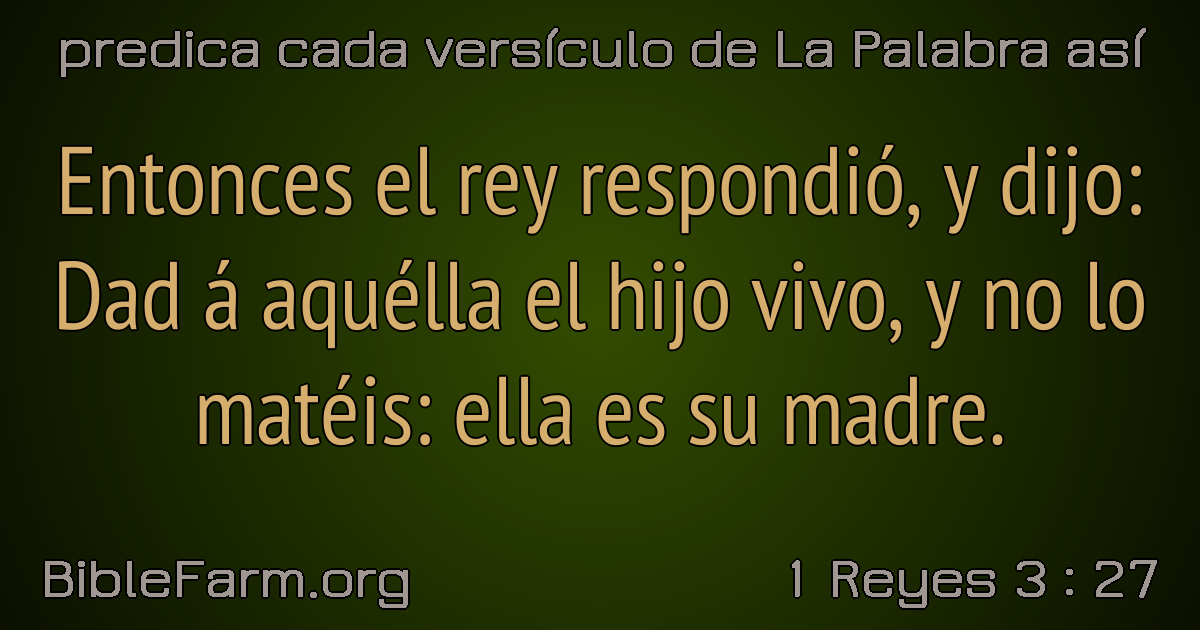 predica cada versículo de La Palabra así
Entonces el rey respondió, y dijo:
Dad á aquélla el hijo vivo, y no lo
matéis: ella es su madre.
BibleFarm.org
1 Reyes 3 : 27